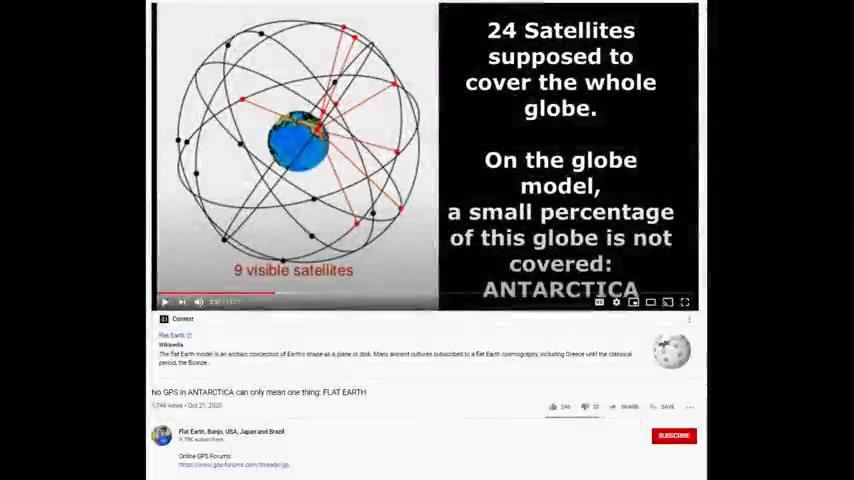 24 Satellites
supposed to
cover the whole
globe.
On the globe
model,
a small percentage
of this globe is not
covered:
ANTARCTICA
9 visible satellites
Context
Flat Earth
Wikipedia
The flat Earth model is an archaic conception of Earth's shape as a plane or disk. Many ancient cultures subscribed to a flat Earth cosmography, including Greece until the classical
period, the Bronze
No GPS in ANTARCTICA can only mean one thing: FLAT EARTH
views • Oct 21, 2020
246 20 SHARE SAVE
Flat Earth, Banjo, USA, Japan and Brazil
subscribers
SUBSCRIBE
Online GPS Forums: